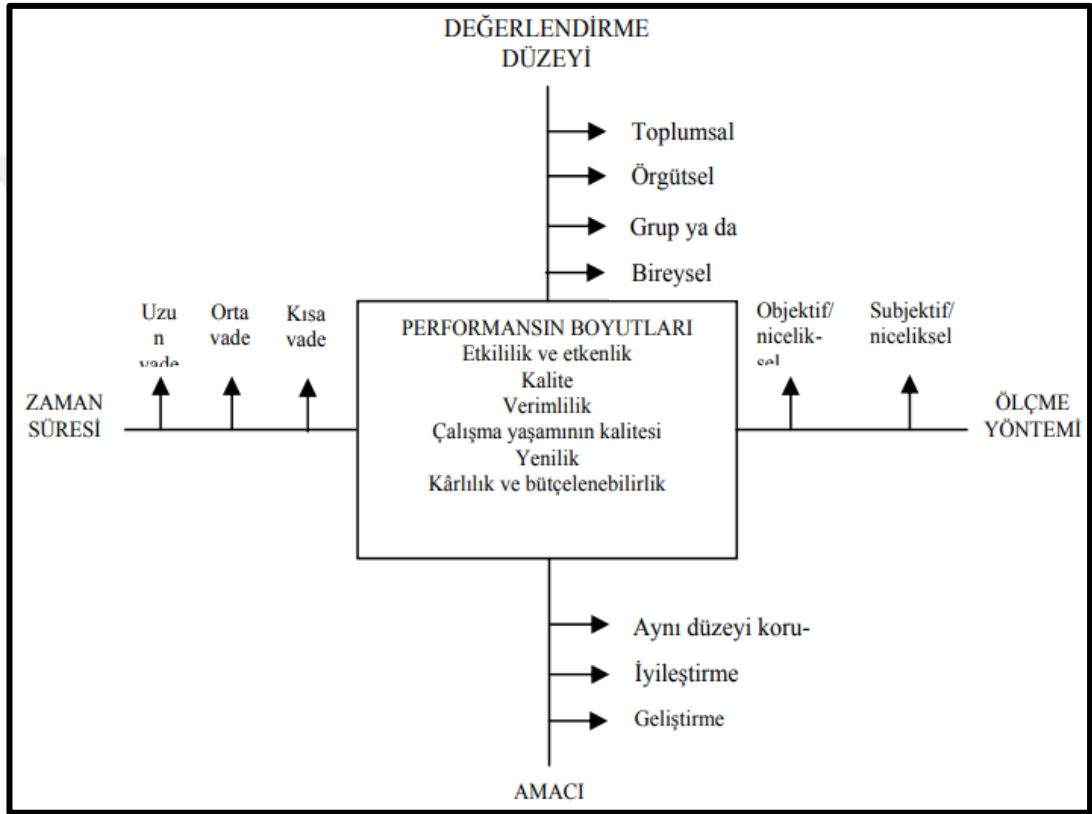 DEĞERLENDİRME
DÜZEYİ
Toplumsal
Örgütsel
Grup ya da
Bireysel
Uzu
n
vade
Orta
vade
Kısa
vade
PERFORMANSIN BOYUTLARI
Etkililik ve etkenlik
Kalite
Verimlilik
Çalışma yaşamının kalitesi
Yenilik
Kârlılık ve bütçelenebilirlik
Objektif/
nicelik-
sel
Subjektif/
niceliksel
ZAMAN
SÜRESİ
ÖLÇME
YÖNTEMİ
Aynı düzeyi koru-
İyileştirme
Geliştirme
AMACI